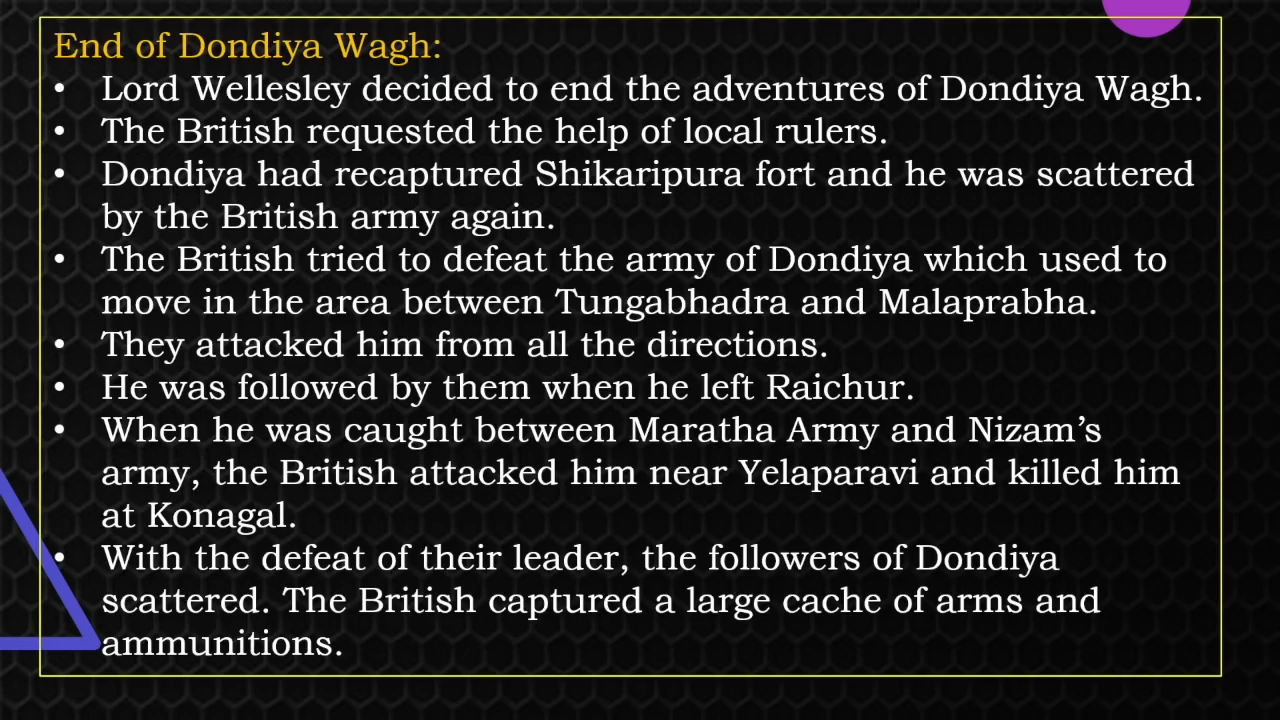 End of Dondiya Wagh:
• Lord Wellesley decided to end the adventures of Dondiya Wagh.
• The British requested the help of local rulers.
• Dondiya had recaptured Shikaripura fort and he was scattered
by the British army again.
• The British tried to defeat the army of Dondiya which used to
move in the area between Tungabhadra and Malaprabha.
• They attacked him from all the directions.
• He was followed by them when he left Raichur.
• When he was caught between Maratha Army and Nizam’s
army, the British attacked him near Yelaparavi and killed him
at Konagal.
• With the defeat of their leader, the followers of Dondiya
scattered. The British captured a large cache of arms and
ammunitions.